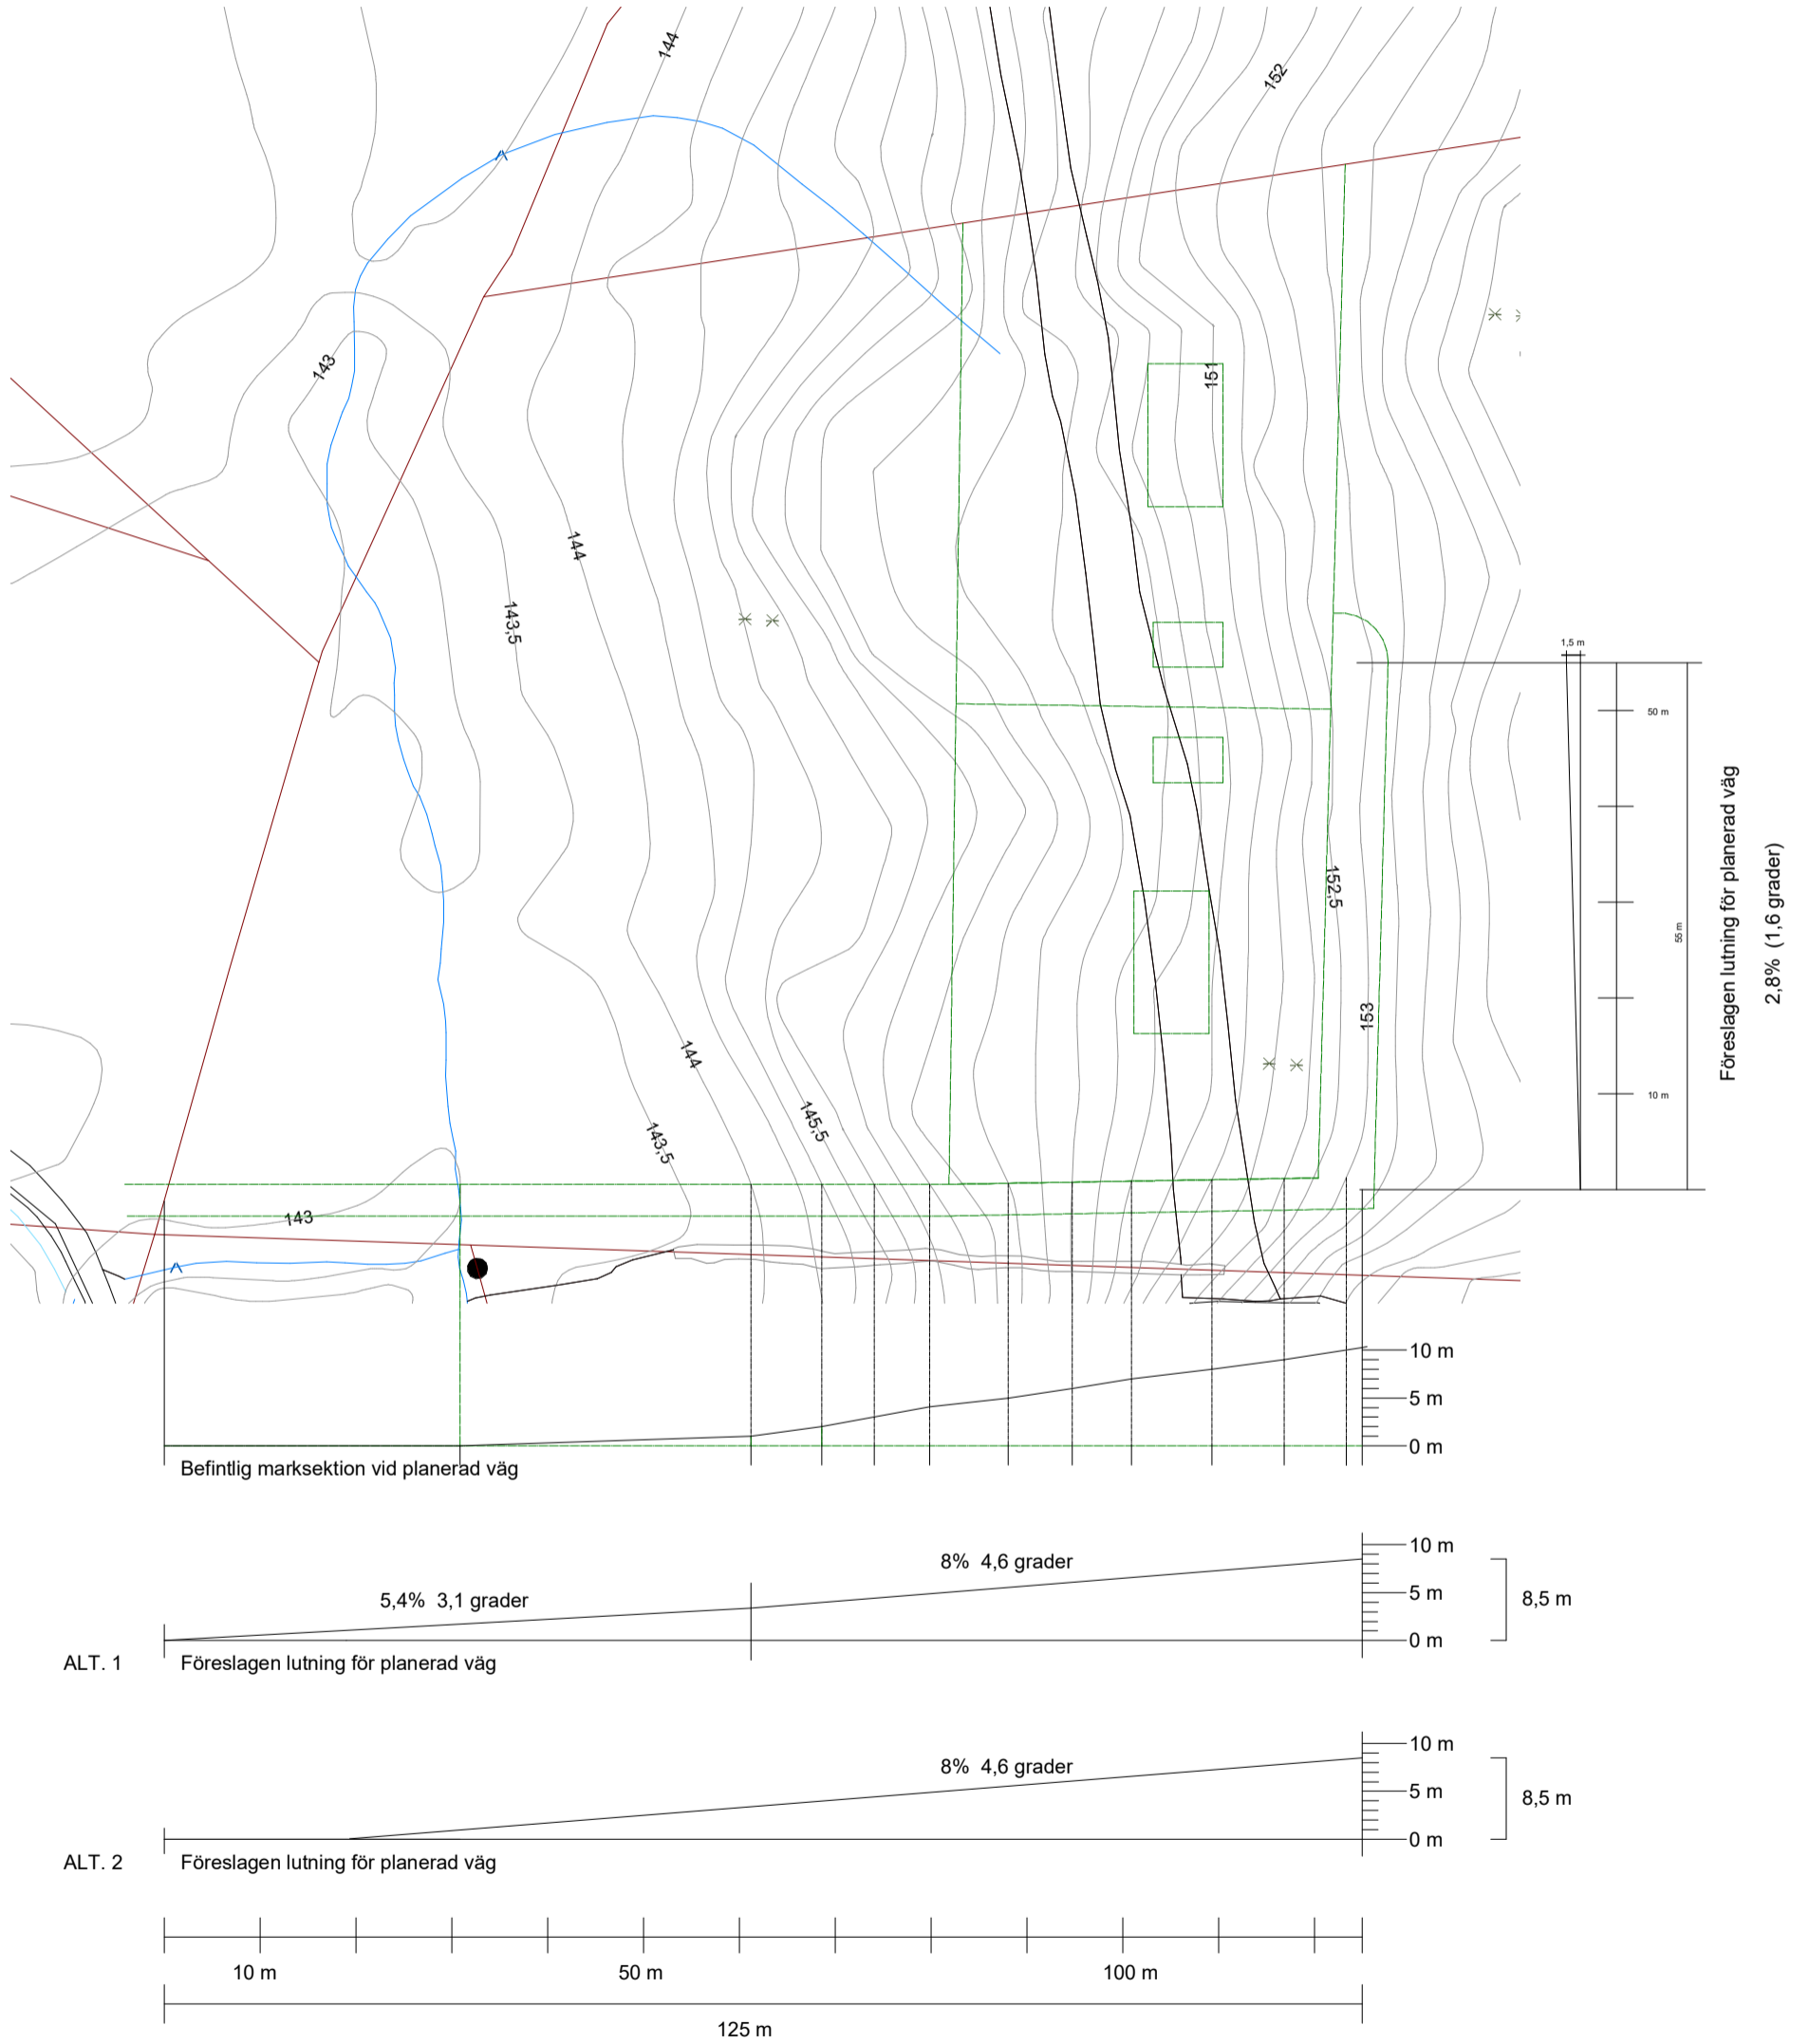 144
152
143
151
144
143,5
1,5 m
50 m
55 m
10 m
Föreslagen lutning för planerad väg
2,8% (1,6 grader)
152,5
153
144
145,5
143,5
143
10 m
5 m
0 m
Befintlig marksektion vid planerad väg
8% 4,6 grader
5,4% 3,1 grader
10 m
5 m
0 m
8,5 m
ALT. 1 Föreslagen lutning för planerad väg
8% 4,6 grader
10 m
5 m
0 m
8,5 m
ALT. 2 Föreslagen lutning för planerad väg
10 m 50 m 100 m
125 m